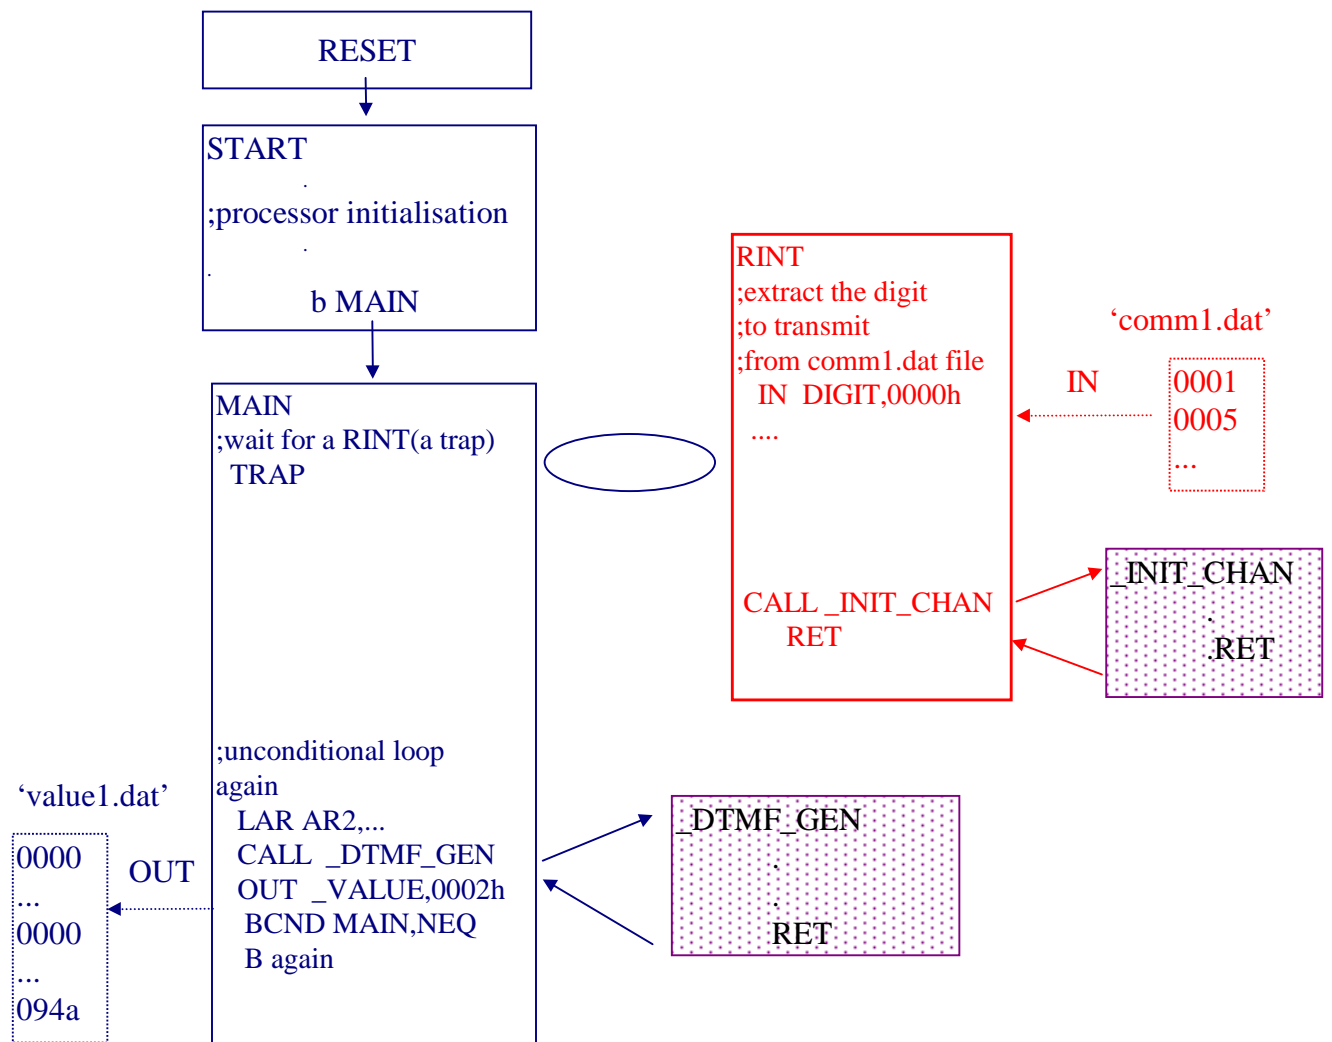 RESET
START
.
;processor initialisation
.
.
b MAIN
MAIN
;wait for a RINT(a trap)
TRAP
;unconditional loop
again
LAR AR2,...
CALL _DTMF_GEN
OUT _VALUE,0002h
BCND MAIN,NEQ
B again
‘value1.dat’
0000
...
0000
...
094a
OUT
RINT
;extract the digit
;to transmit
;from comm1.dat file
IN DIGIT,0000h
....
CALL _INIT_CHAN
RET
IN
‘comm1.dat’
0001
0005
...
_INIT_CHAN
.
.RET
_DTMF_GEN
.
.
RET